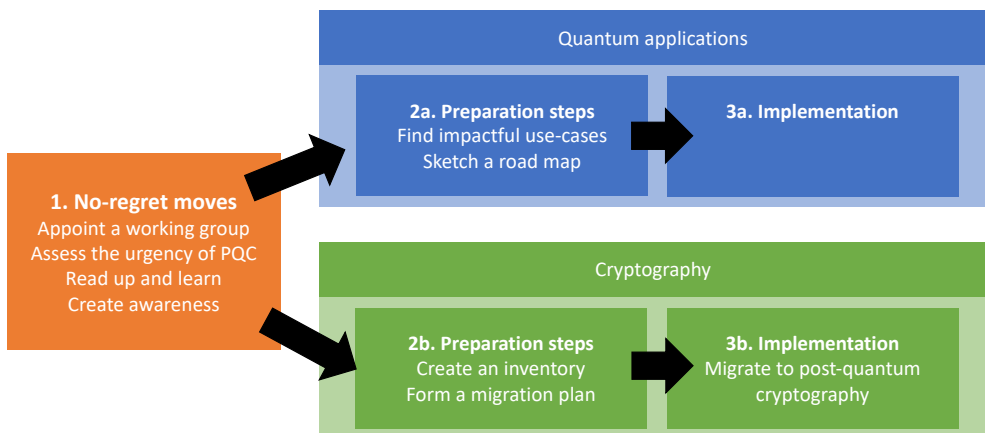 Quantum applications
2a. Preparation steps
Find impactful use-cases
Sketch a road map
3a. Implementation
1. No-regret moves
Appoint a working group
Assess the urgency of PQC
Read up and learn
Create awareness
Cryptography
2b. Preparation steps
Create an inventory
Form a migration plan
3b. Implementation
Migrate to post-quantum
cryptography